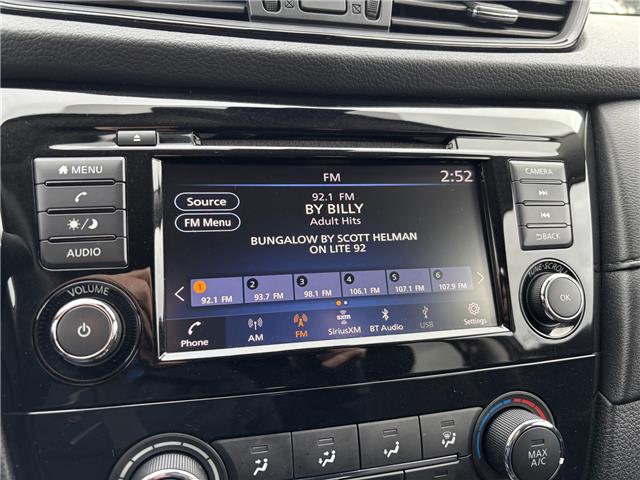 MENU
AUDIO
VOLUME
FM
2:52
Source
FM Menu
92.1 FM
BY BILLY
Adult Hits
BUNGALOW BY SCOTT HELMAN
ON LITE 92
1
92.1 FM
2
93.7 FM
3
98.1 FM
4
106.1 FM
5
107.1 FM
6
107.9 FM
Phone
AM
FM
sxm
SiriusXM
BT Audio
USB
Settings
CAMERA
BACK
TUNE·SCROLL
OK
MAX
A/C